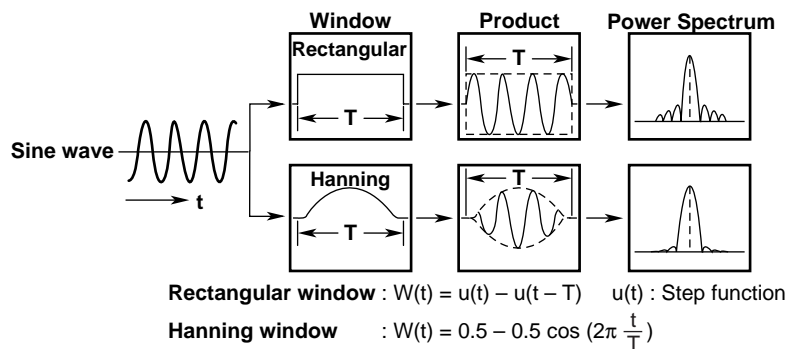 Window Product Power Spectrum
Rectangular
T
T
Sine wave
t
Hanning
T
T
Rectangular window : W(t) = u(t) – u(t – T) u(t) : Step function
Hanning window : W(t) = 0.5 – 0.5 cos (2π t/T)